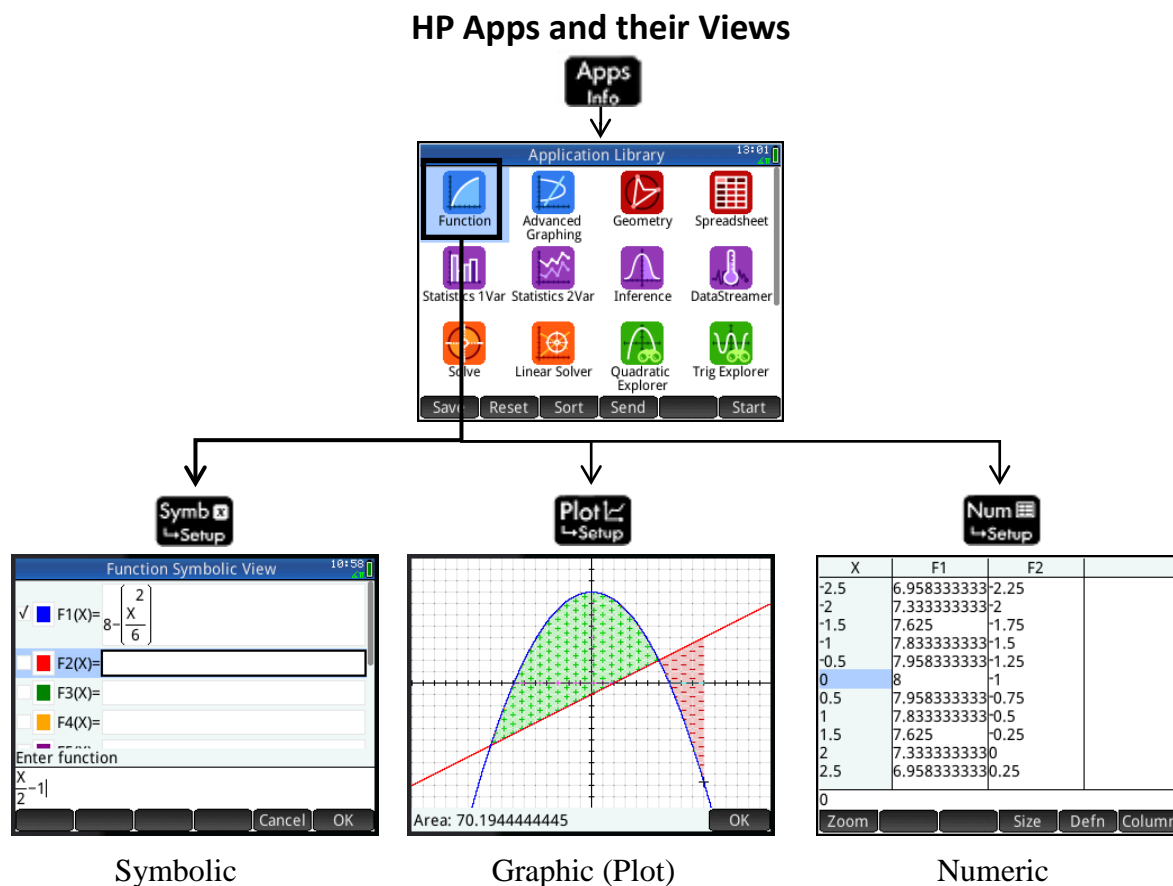 HP Apps and their Views
Apps
Info
Application Library 13:01
Function Advanced Graphing Geometry Spreadsheet
Statistics 1Var Statistics 2Var Inference DataStreamer
Solve Linear Solver Quadratic Explorer Trig Explorer
Save Reset Sort Send Start
Symb x
↳Setup
Plot
↳Setup
Num
↳Setup
Function Symbolic View 10:58
√ F1(X)= 8-(X²/6)
F2(X)=
F3(X)=
F4(X)=
Enter function
X/2-1
Cancel OK
Area: 70.1944444445 OK
X F1 F2
-2.5 6.958333333 -2.25
-2 7.333333333 -2
-1.5 7.625 -1.75
-1 7.833333333 -1.5
-0.5 7.958333333 -1.25
0 8 -1
0.5 7.958333333 -0.75
1 7.833333333 -0.5
1.5 7.625 -0.25
2 7.333333333 0
2.5 6.958333333 0.25
0
Zoom Size Defn Column
Symbolic Graphic (Plot) Numeric